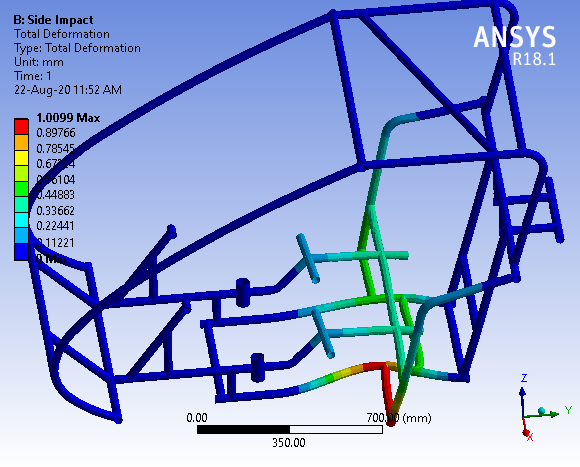 B: Side Impact
Total Deformation
Type: Total Deformation
Unit: mm
Time: 1
22-Aug-20 11:52 AM
ANSYS
R18.1
1.0099 Max
0.89766
0.78545
0.44883
0.33662
0.22441
0.11221
0.00
700.00 (mm)
350.00
Z
Y
X